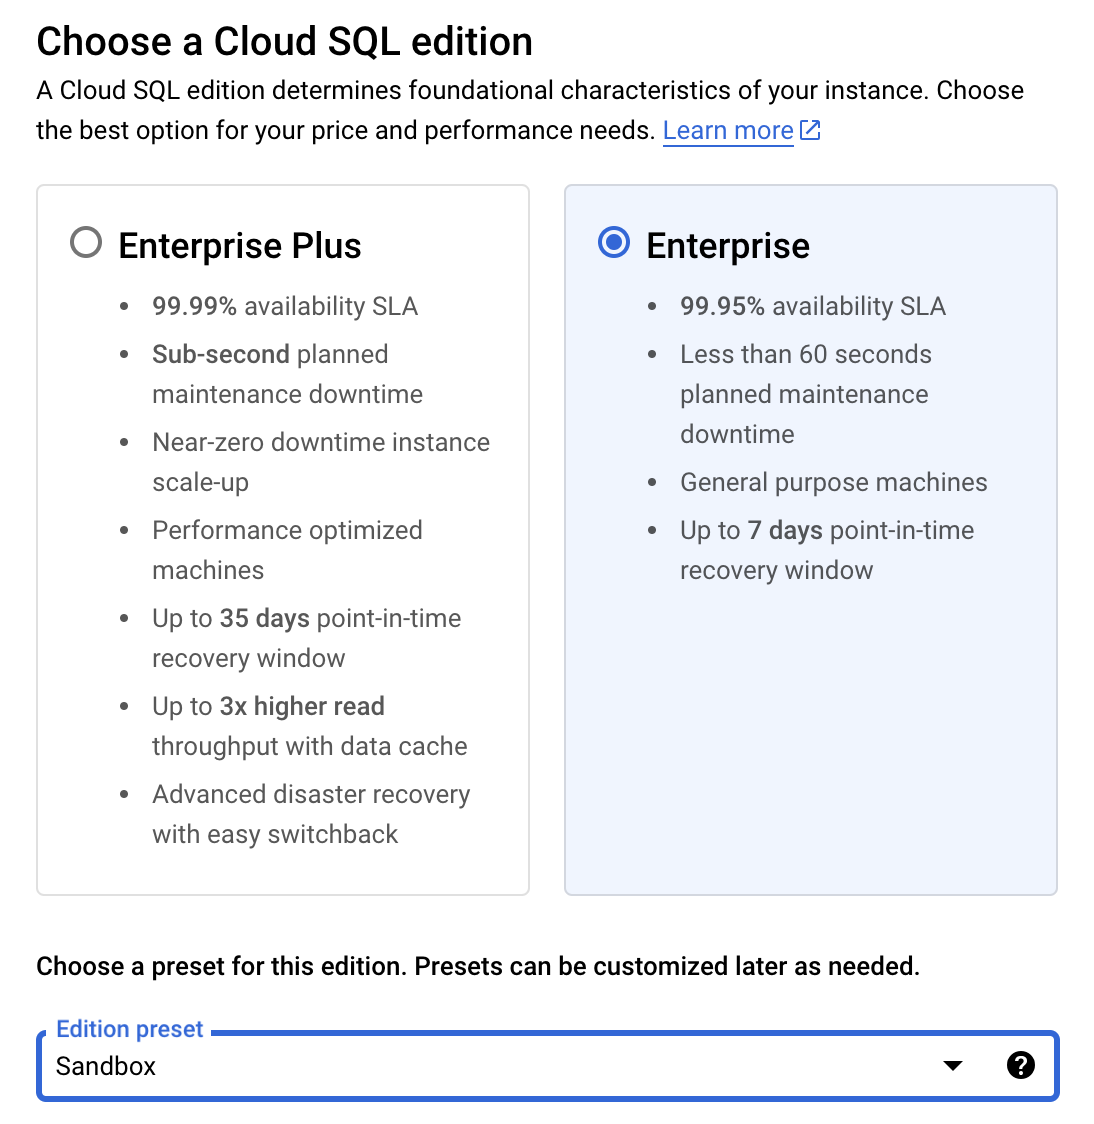 Choose a Cloud SQL edition
A Cloud SQL edition determines foundational characteristics of your instance. Choose
the best option for your price and performance needs. Learn more
Enterprise Plus
• 99.99% availability SLA
• Sub-second planned
maintenance downtime
• Near-zero downtime instance
scale-up
• Performance optimized
machines
• Up to 35 days point-in-time
recovery window
• Up to 3x higher read
throughput with data cache
• Advanced disaster recovery
with easy switchback
Enterprise
• 99.95% availability SLA
• Less than 60 seconds
planned maintenance
downtime
• General purpose machines
• Up to 7 days point-in-time
recovery window
Choose a preset for this edition. Presets can be customized later as needed.
Edition preset
Sandbox
?